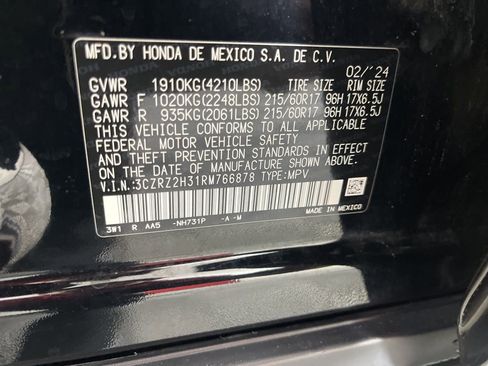 MFD.BY HONDA DE MEXICO S.A. DE C.V.
02/'24
GVWR 1910KG(4210LBS) TIRE SIZE RIM SIZE
GAWR F 1020KG(2248LBS) 215/60R17 96H 17X6.5J
GAWR R 935KG(2061LBS) 215/60R17 96H 17X6.5J
THIS VEHICLE CONFORMS TO ALL APPLICABLE
FEDERAL MOTOR VEHICLE SAFETY
AND THEFT PREVENTION STANDARDS IN EFFECT
ON THE DATE OF MANUFACTURE SHOWN ABOVE.
V.I.N:3CZRZ2H31RM766878 TYPE:MPV
3W1 R AA5 -NH731P -A -M
MADE IN MEXICO